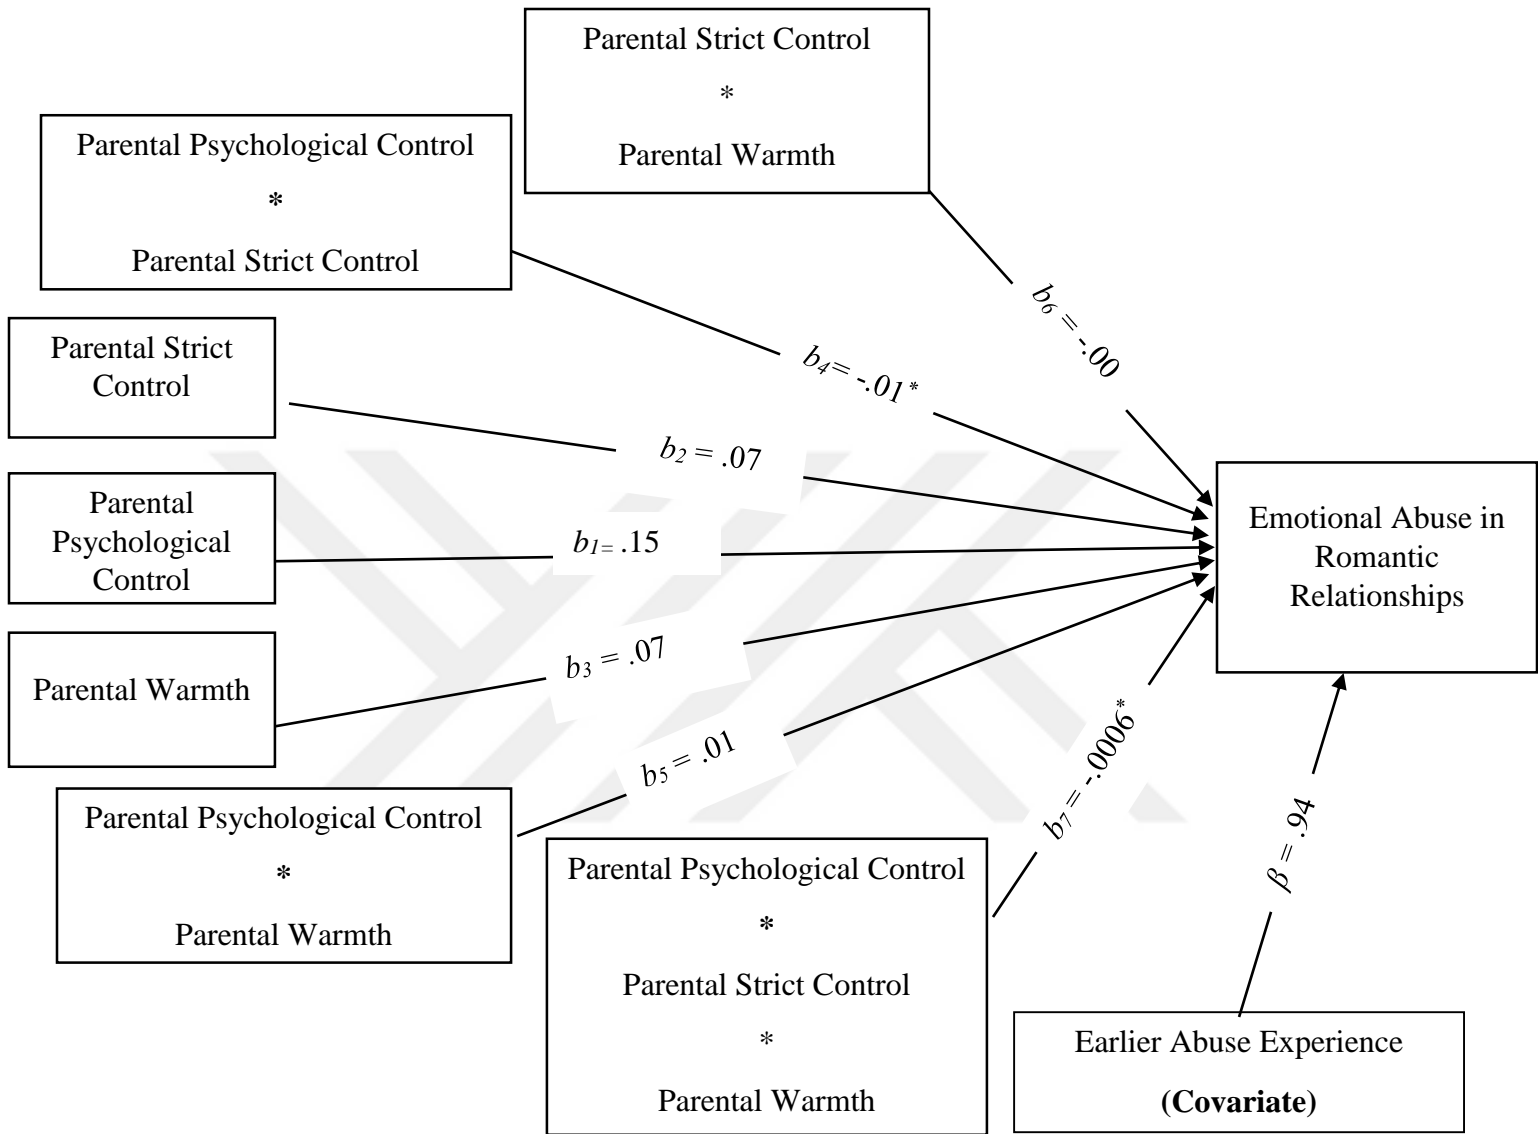 Parental Strict Control
*
Parental Warmth
Parental Psychological Control
*
Parental Strict Control
b6 = -.00
Parental Strict
Control
b4= -.01*
b2 = .07
Parental
Psychological
Control
b1= .15
Emotional Abuse in
Romantic
Relationships
Parental Warmth
b3 = .07
b5 = .01
b7 = -.0006*
Parental Psychological Control
*
Parental Warmth
β = .94
Parental Psychological Control
*
Parental Strict Control
*
Parental Warmth
Earlier Abuse Experience
(Covariate)